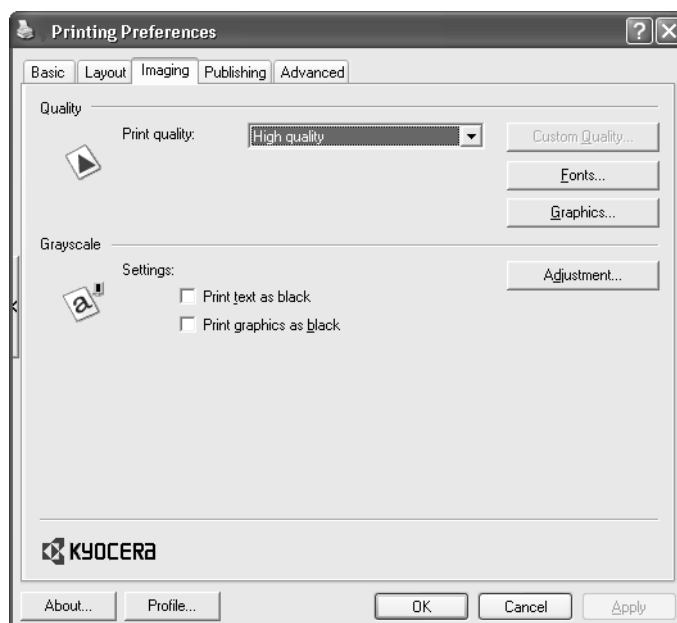 Printing Preferences
Basic Layout Imaging Publishing Advanced
Quality
Print quality: High quality Custom Quality...
Fonts...
Graphics...
Grayscale
Settings: Adjustment...
a
Print text as black
Print graphics as black
KYOCERA
About... Profile... OK Cancel Apply